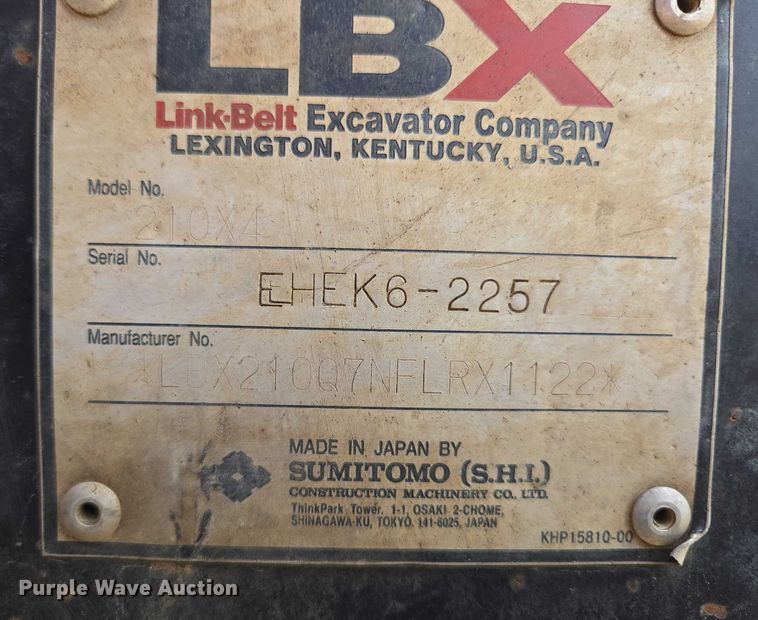 LBX
Link-Belt Excavator Company
LEXINGTON, KENTUCKY, U.S.A.
Model No.
210X4
Serial No.
EHEK6-2257
Manufacturer No.
*LBX210Q7NFLRX1122*
MADE IN JAPAN BY
SUMITOMO (S.H.I.)
CONSTRUCTION MACHINERY CO., LTD.
ThinkPark Tower. 1-1, OSAKI 2-CHOME,
SHINAGAWA-KU, TOKYO, 141-6025, JAPAN
KHP15810-00
Purple Wave Auction